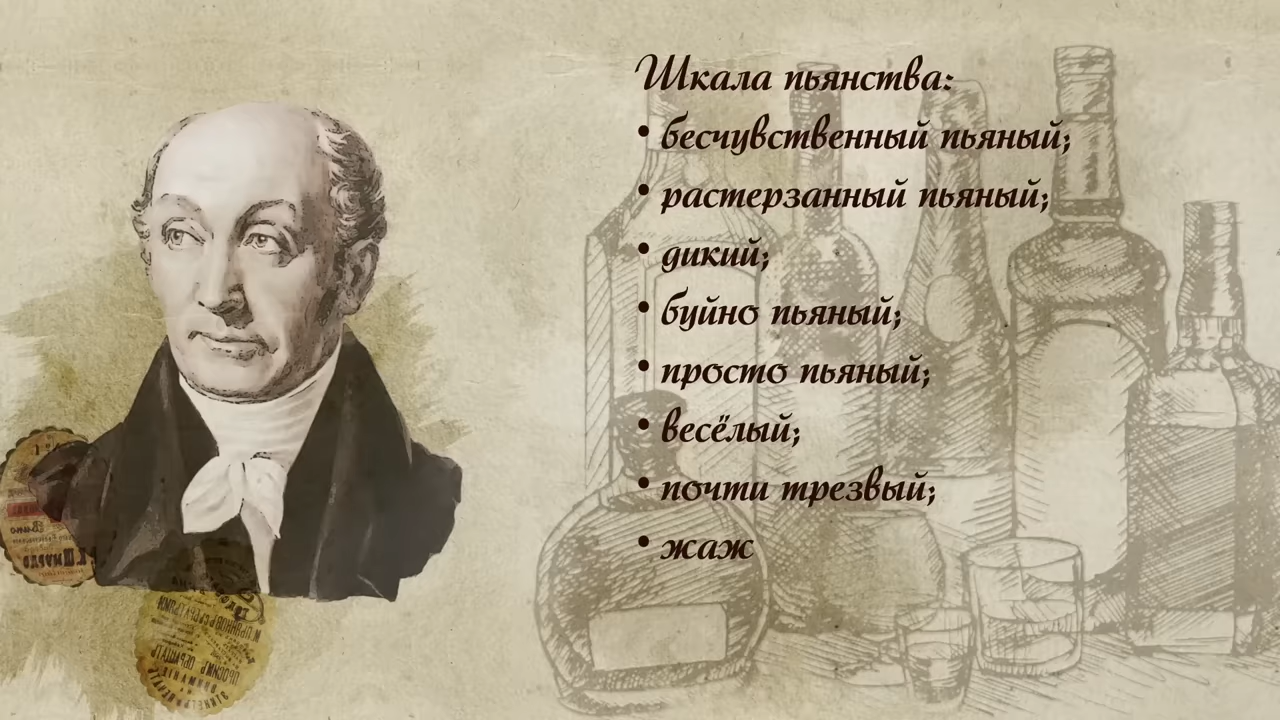 Шкала пьянства:
• бесчувственный пьяный;
• растерзанный пьяный;
• дикий;
• буйно пьяный;
• просто пьяный;
• весёлый;
• почти трезвый;
• жаж